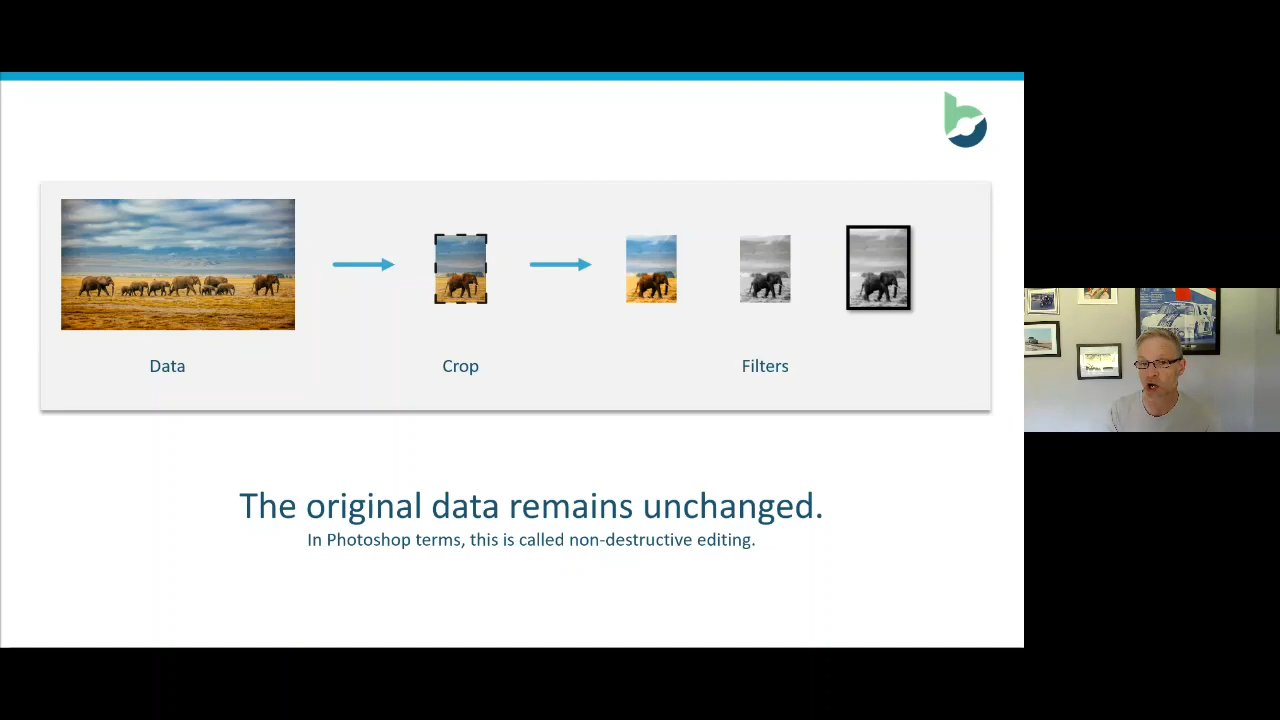 Data
Crop
Filters
The original data remains unchanged.
In Photoshop terms, this is called non-destructive editing.